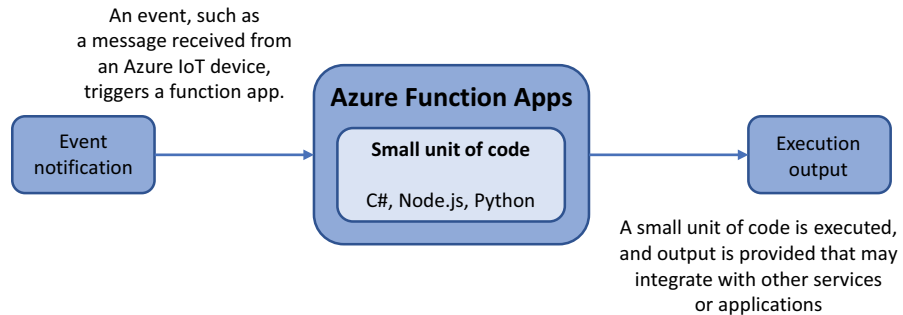 An event, such as
a message received from
an Azure IoT device,
triggers a function app.
Event
notification
Azure Function Apps
Small unit of code
C#, Node.js, Python
Execution
output
A small unit of code is executed,
and output is provided that may
integrate with other services
or applications